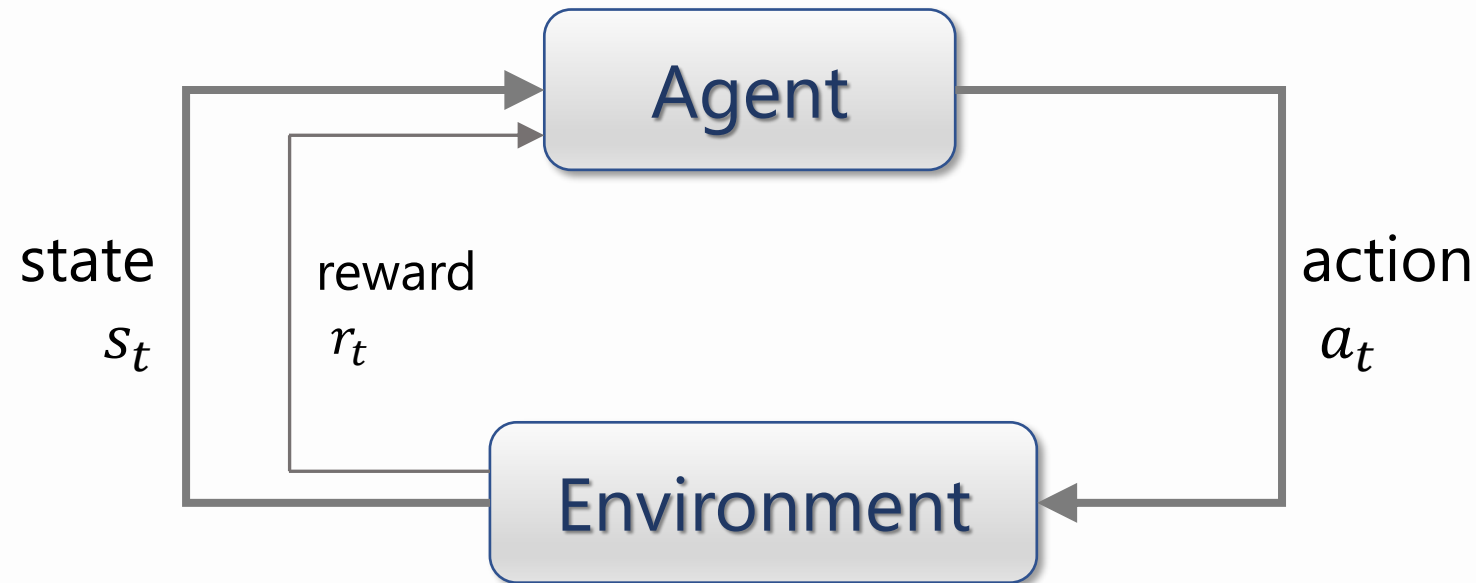 Agent
state
s_t
reward
r_t
action
a_t
Environment